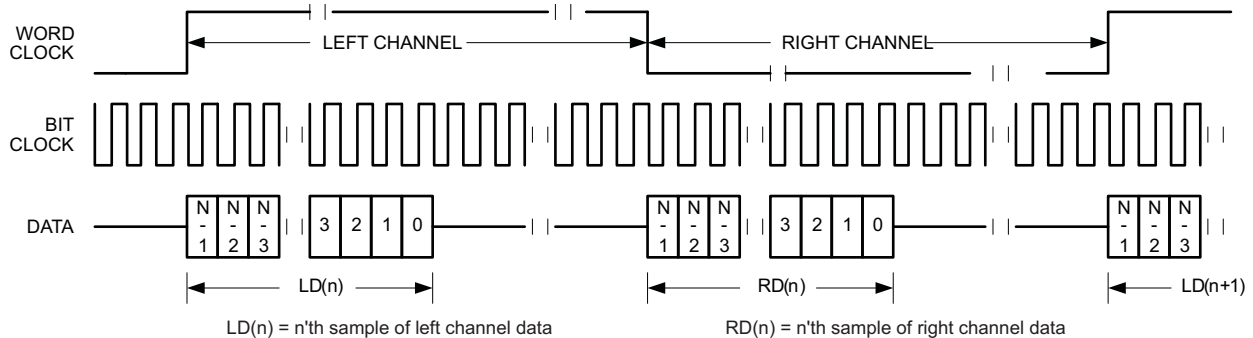 WORD
CLOCK
LEFT CHANNEL
RIGHT CHANNEL
BIT
CLOCK
DATA
N
-
1
N
-
2
N
-
3
3 2 1 0
N
-
1
N
-
2
N
-
3
3 2 1 0
N
-
1
N
-
2
N
-
3
LD(n)
RD(n)
LD(n+1)
LD(n) = n'th sample of left channel data
RD(n) = n'th sample of right channel data